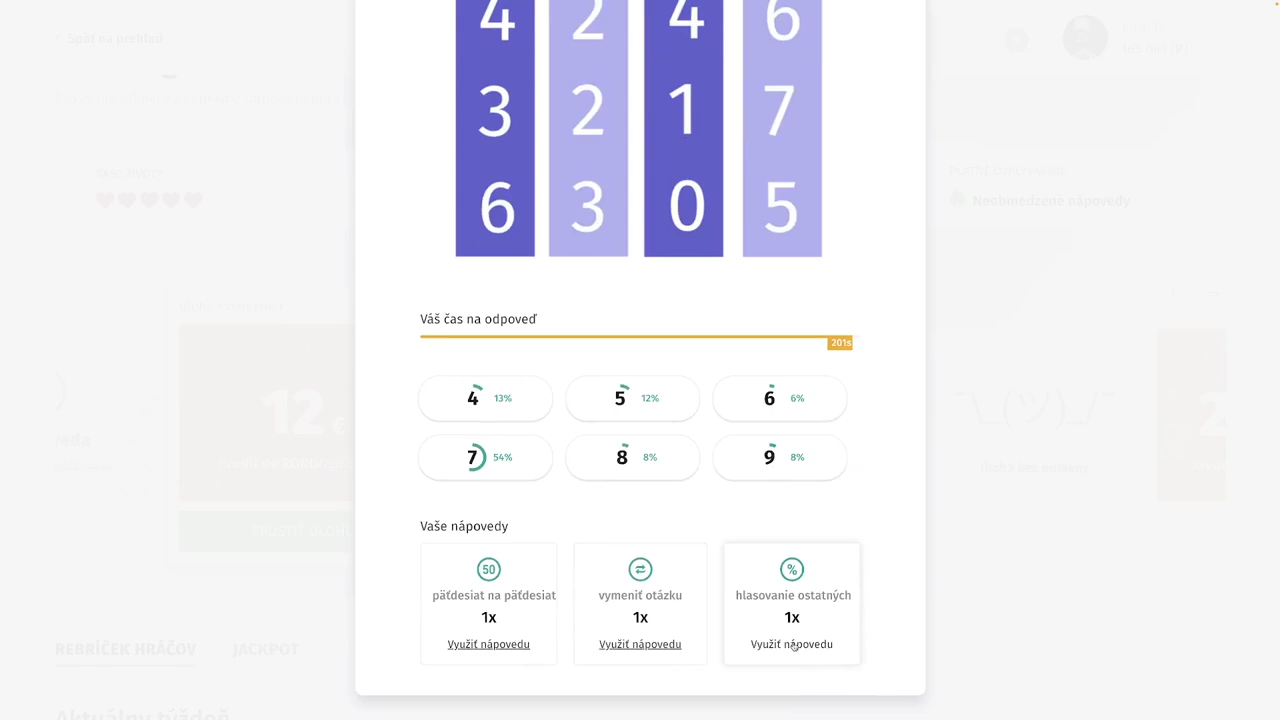 Späť na prehľad
4 2 4 6
3 2 1 7
6 3 0 5
Neobmedzené nápovedy
Váš čas na odpoveď
201s
4 13%
5 12%
6 6%
7 54%
8 8%
9 8%
12 €
Vaše nápovedy
50
%
päťdesiat na päťdesiat
vymeniť otázku
hlasovanie ostatných
1x
1x
1x
Využiť nápovedu
Využiť nápovedu
Využiť nápovedu
REBRÍČEK HRÁČOV
JACKPOT
Aktuálny týždeň